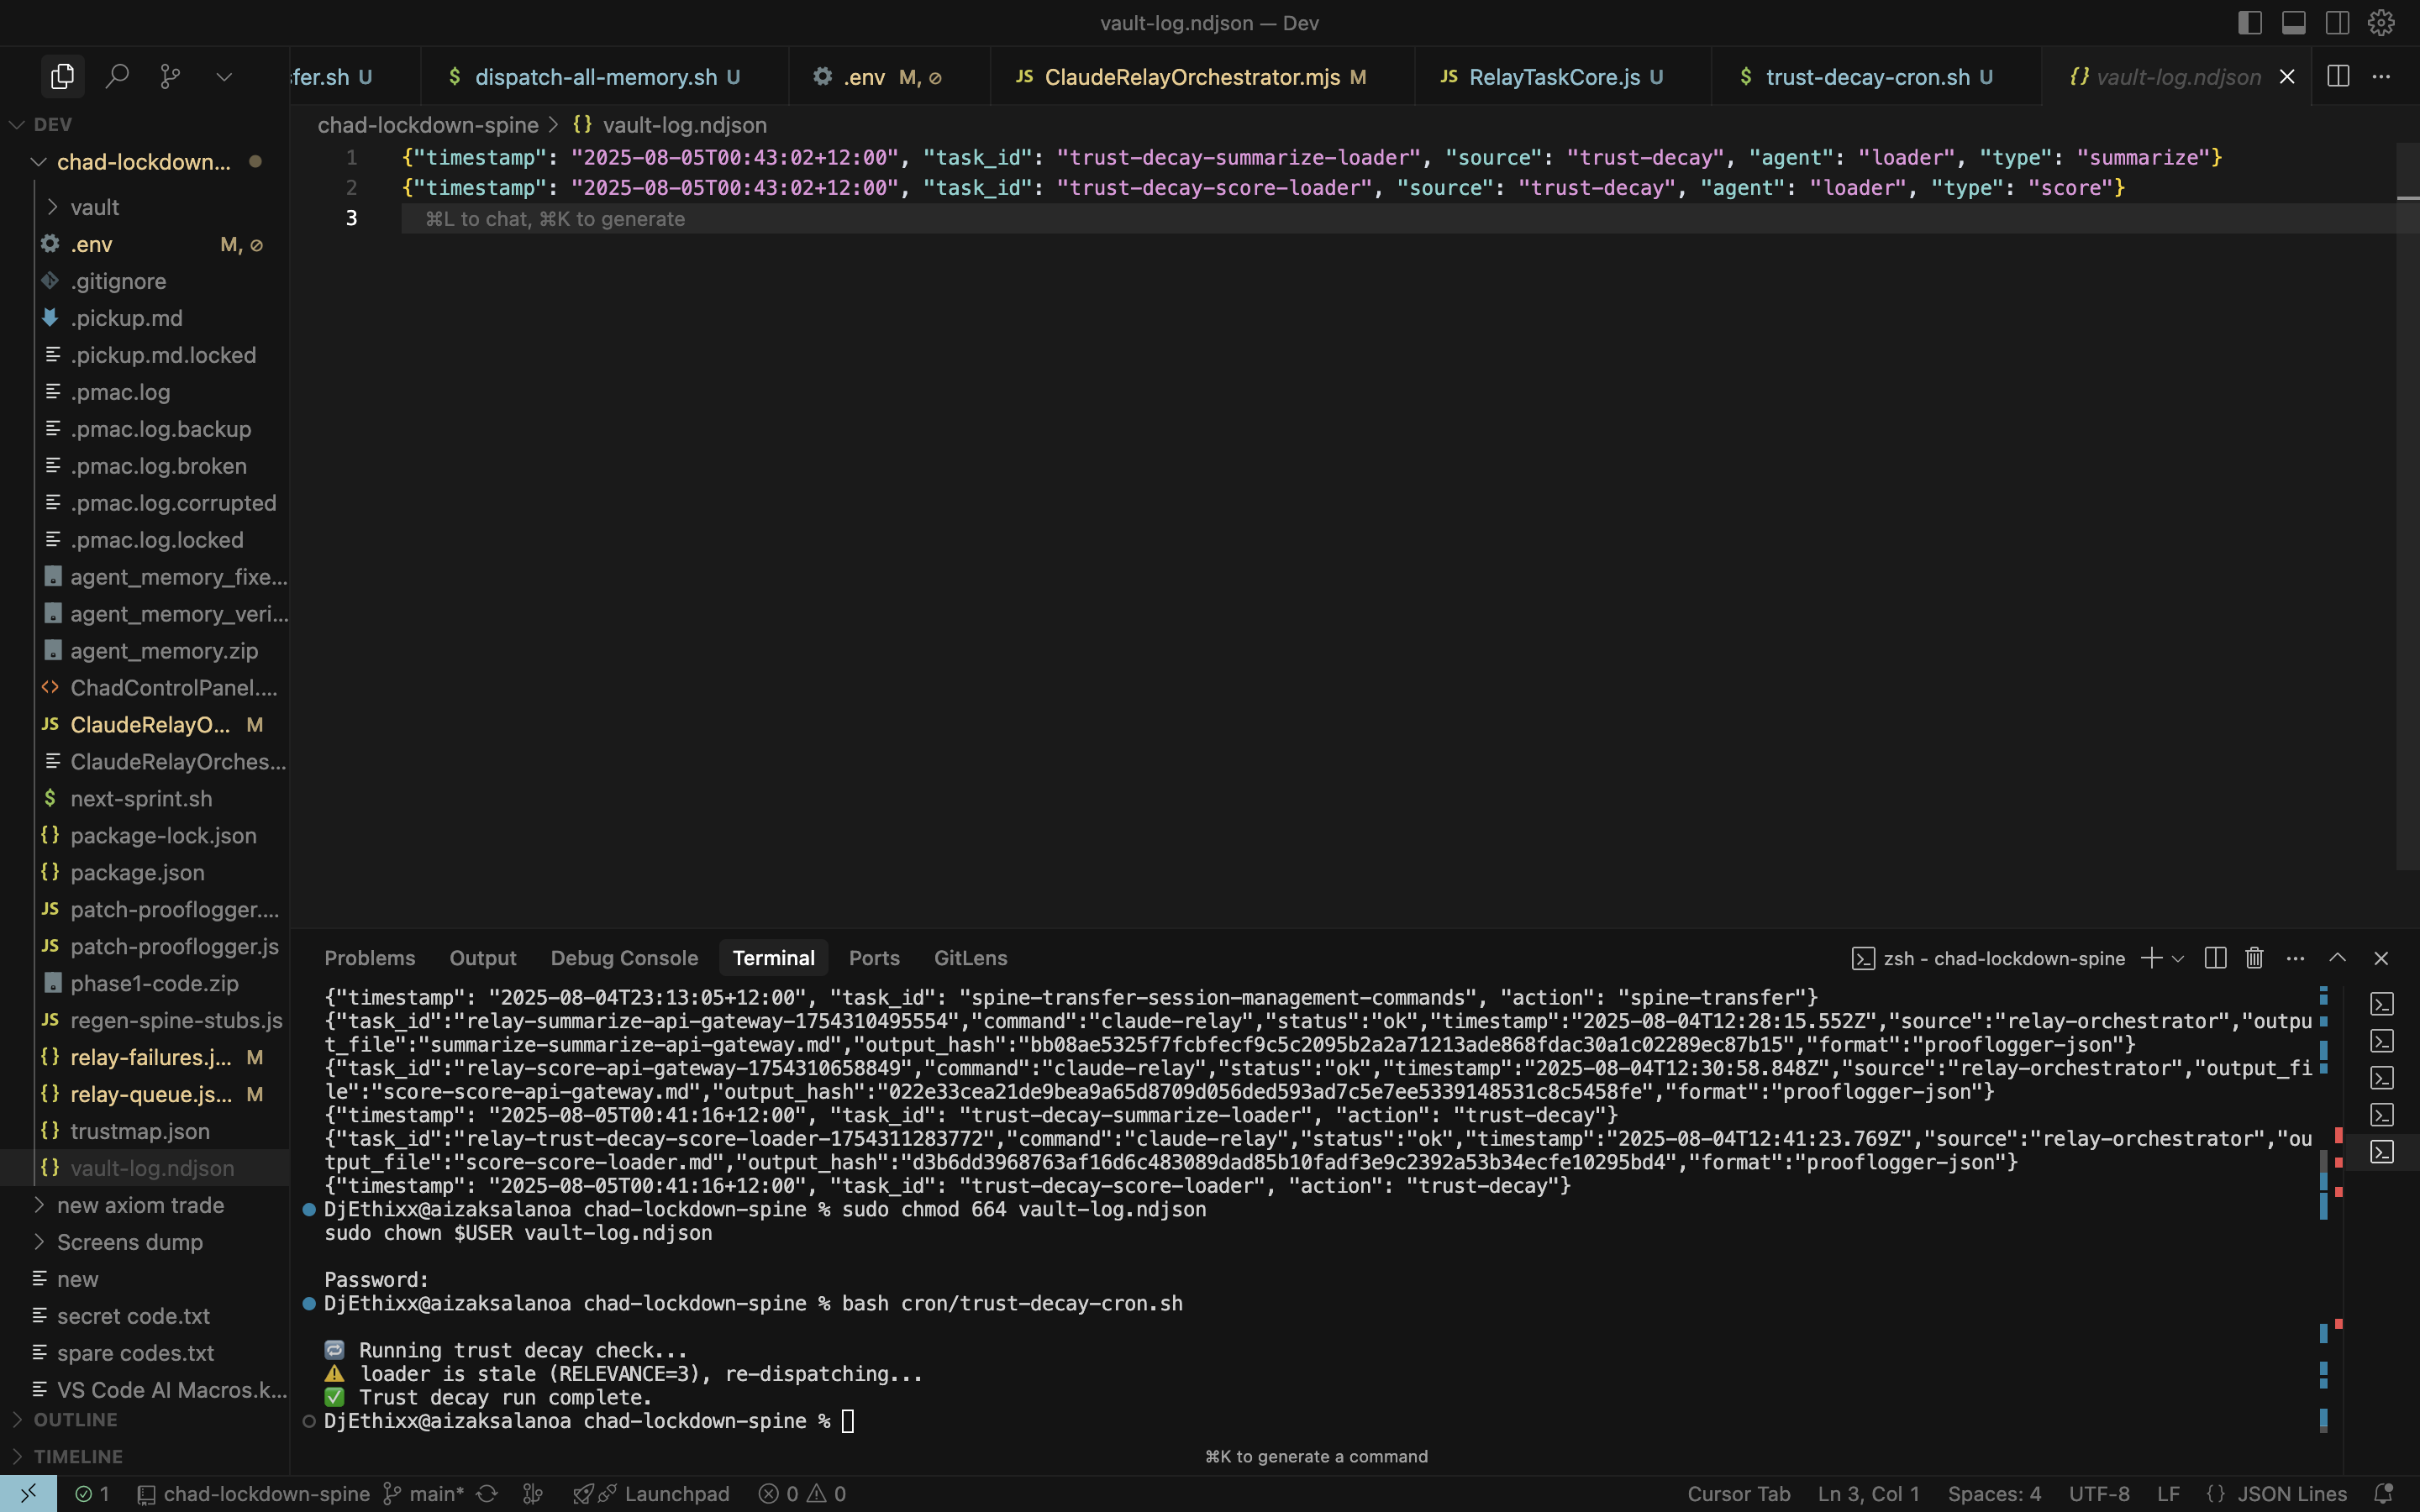 vault-log.ndjson — Dev
sfer.sh U
$ dispatch-all-memory.sh U
.env M,
JS ClaudeRelayOrchestrator.mjs M
JS RelayTaskCore.js U
$ trust-decay-cron.sh U
{} vault-log.ndjson
DEV
chad-lockdown...
vault
.env M,
.gitignore
.pickup.md
.pickup.md.locked
.pmac.log
.pmac.log.backup
.pmac.log.broken
.pmac.log.corrupted
.pmac.log.locked
agent_memory_fixe...
agent_memory_veri...
agent_memory.zip
ChadControlPanel....
JS ClaudeRelayO... M
ClaudeRelayOrches...
$ next-sprint.sh
{} package-lock.json
{} package.json
JS patch-prooflogger....
JS patch-prooflogger.js
phase1-code.zip
JS regen-spine-stubs.js
{} relay-failures.j... M
{} relay-queue.js... M
{} trustmap.json
{} vault-log.ndjson
new axiom trade
Screens dump
new
secret code.txt
spare codes.txt
VS Code AI Macros.k...
OUTLINE
TIMELINE
chad-lockdown-spine > {} vault-log.ndjson
1 {"timestamp": "2025-08-05T00:43:02+12:00", "task_id": "trust-decay-summarize-loader", "source": "trust-decay", "agent": "loader", "type": "summarize"}
2 {"timestamp": "2025-08-05T00:43:02+12:00", "task_id": "trust-decay-score-loader", "source": "trust-decay", "agent": "loader", "type": "score"}
3 ⌘L to chat, ⌘K to generate
Problems Output Debug Console Terminal Ports GitLens
zsh - chad-lockdown-spine
{"timestamp": "2025-08-04T23:13:05+12:00", "task_id": "spine-transfer-session-management-commands", "action": "spine-transfer"}
{"task_id":"relay-summarize-api-gateway-1754310495554","command":"claude-relay","status":"ok","timestamp":"2025-08-04T12:28:15.552Z","source":"relay-orchestrator","outpu
t_file":"summarize-summarize-api-gateway.md","output_hash":"bb08ae5325f7fcbfecf9c5c2095b2a2a71213ade868fdac30a1c02289ec87b15","format":"prooflogger-json"}
{"task_id":"relay-score-api-gateway-1754310658849","command":"claude-relay","status":"ok","timestamp":"2025-08-04T12:30:58.848Z","source":"relay-orchestrator","output_fi
le":"score-score-api-gateway.md","output_hash":"022e33cea21de9bea9a65d8709d056ded593ad7c5e7ee5339148531c8c5458fe","format":"prooflogger-json"}
{"timestamp": "2025-08-05T00:41:16+12:00", "task_id": "trust-decay-summarize-loader", "action": "trust-decay"}
{"task_id":"relay-trust-decay-score-loader-1754311283772","command":"claude-relay","status":"ok","timestamp":"2025-08-04T12:41:23.769Z","source":"relay-orchestrator","ou
tput_file":"score-score-loader.md","output_hash":"d3b6dd3968763af16d6c483089dad85b10fadf3e9c2392a53b34ecfe10295bd4","format":"prooflogger-json"}
{"timestamp": "2025-08-05T00:41:16+12:00", "task_id": "trust-decay-score-loader", "action": "trust-decay"}
DjEthixx@aizaksalanoa chad-lockdown-spine % sudo chmod 664 vault-log.ndjson
sudo chown $USER vault-log.ndjson
Password:
DjEthixx@aizaksalanoa chad-lockdown-spine % bash cron/trust-decay-cron.sh
🔁 Running trust decay check...
⚠️ loader is stale (RELEVANCE=3), re-dispatching...
✅ Trust decay run complete.
DjEthixx@aizaksalanoa chad-lockdown-spine %
⌘K to generate a command
1 chad-lockdown-spine main* Launchpad 0 0
Cursor Tab Ln 3, Col 1 Spaces: 4 UTF-8 LF {} JSON Lines